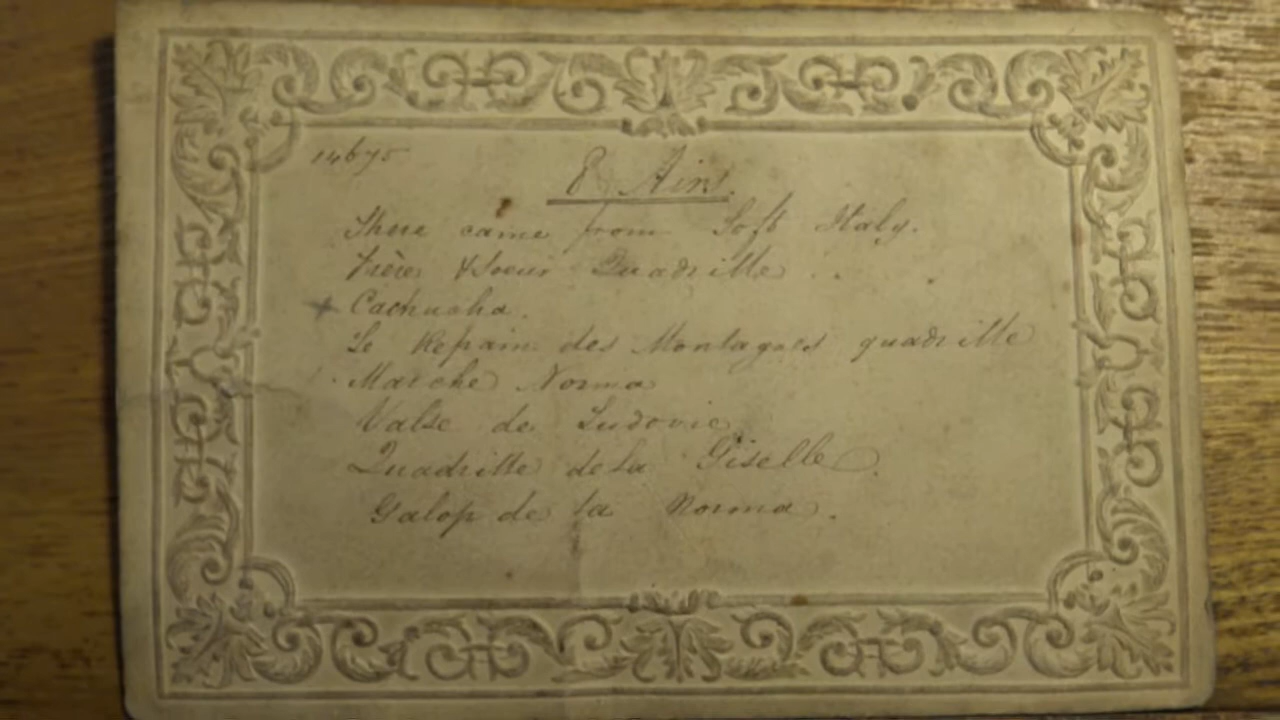 14675
8 Airs.
There came from Soft Italy.
Frère & Soeur Quadrille ..
+ Cachucha.
Le Repain des Montagnes quadrille
Marche Norma
Valse de Ludovic
Quadrille de la Giselle.
Galop de la Norma.